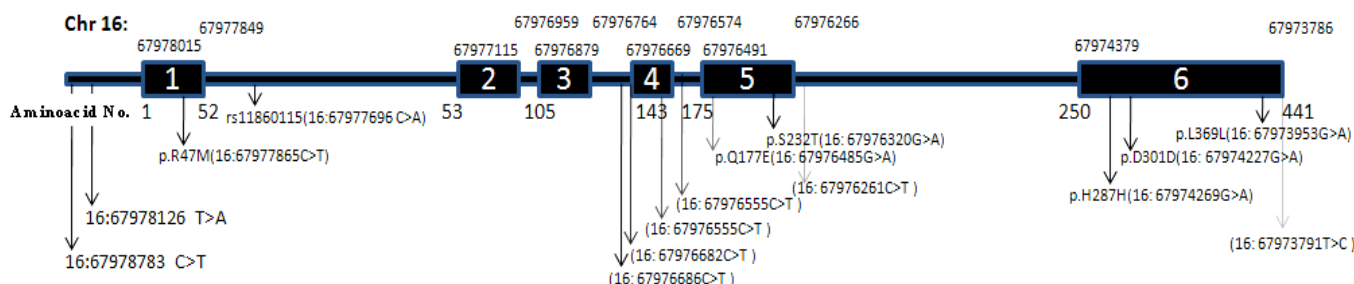 Chr 16:
67977849
67976959
67976764
67976574
67976266
67973786
67978015
67977115
67976879
67976669
67976491
67974379
1
2
3
4
5
6
Aminoacid No.
1
52
53
105
143
175
250
441
rs11860115(16:67977696 C>A)
p.R47M(16:67977865C>T)
p.S232T(16: 67976320G>A)
p.L369L(16: 67973953G>A)
p.Q177E(16: 67976485G>A)
p.D301D(16: 67974227G>A)
(16: 67976261C>T )
p.H287H(16: 67974269G>A)
(16: 67976555C>T )
16:67978126 T>A
(16: 67976555C>T )
(16: 67973791T>C )
(16: 67976682C>T )
16:67978783 C>T
(16: 67976686C>T )